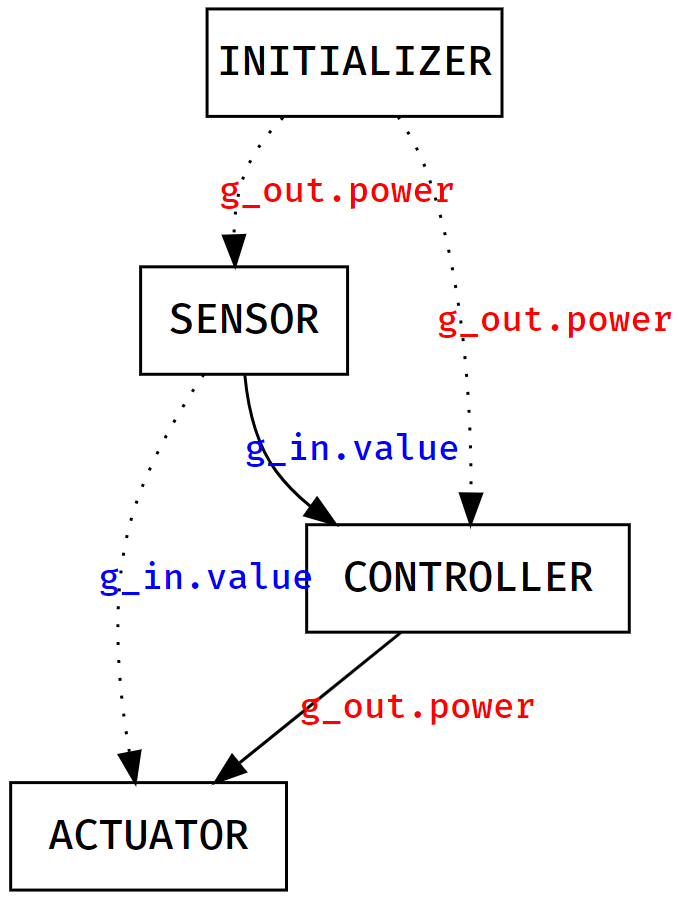 INITIALIZER
g_out.power
SENSOR
g_out.power
g_in.value
g_in.value
CONTROLLER
g_out.power
ACTUATOR